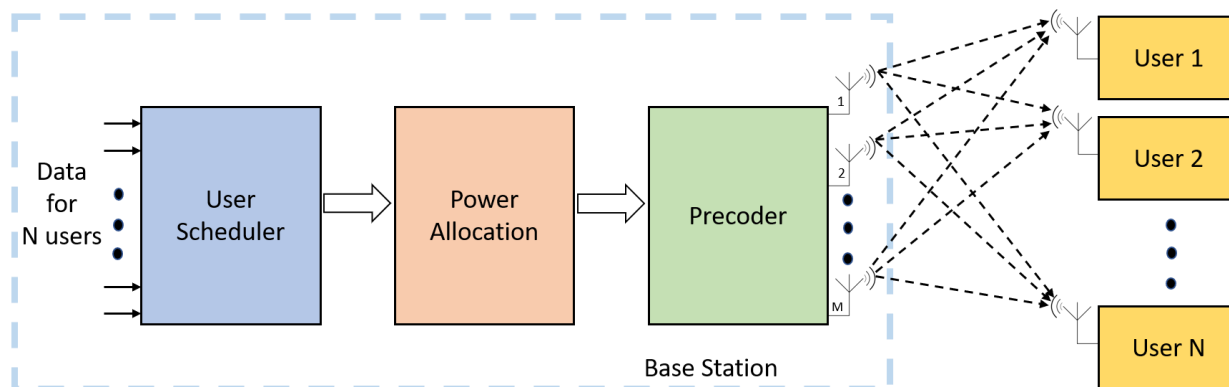 Data
for
N users
User
Scheduler
Power
Allocation
Precoder
1
2
M
Base Station
User 1
User 2
User N